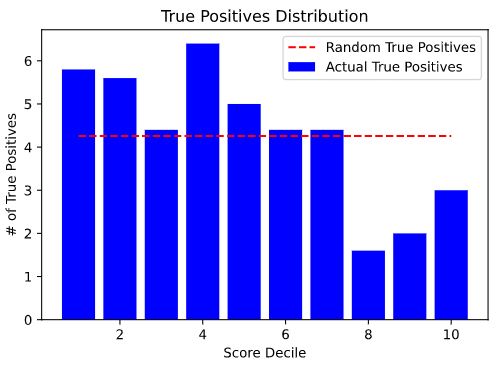 True Positives Distribution
Random True Positives
Actual True Positives
# of True Positives
6
5
4
3
2
1
0
2
4
6
8
10
Score Decile